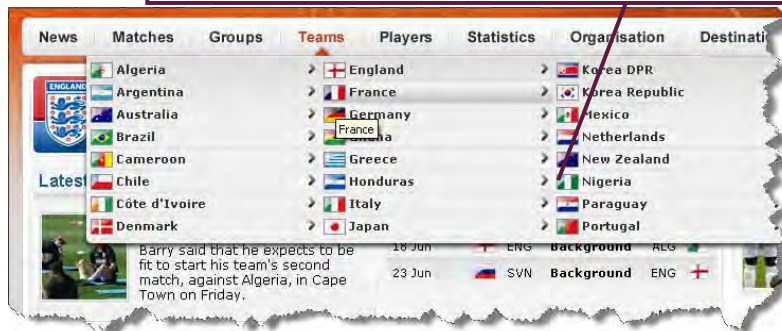 News Matches Groups Teams Players Statistics Organisation
Algeria England Korea DPR
Argentina France Korea Republic
Australia Germany Mexico
Brazil France Netherlands
Cameroon Greece New Zealand
Chile Honduras Nigeria
Côte d'Ivoire Italy Paraguay
Denmark Japan Portugal
ENGLAND
Latest
Barry said that he expects to be
fit to start his team's second
match, against Algeria, in Cape
Town on Friday.
18 Jun ENG Background ALG
23 Jun SVN Background ENG